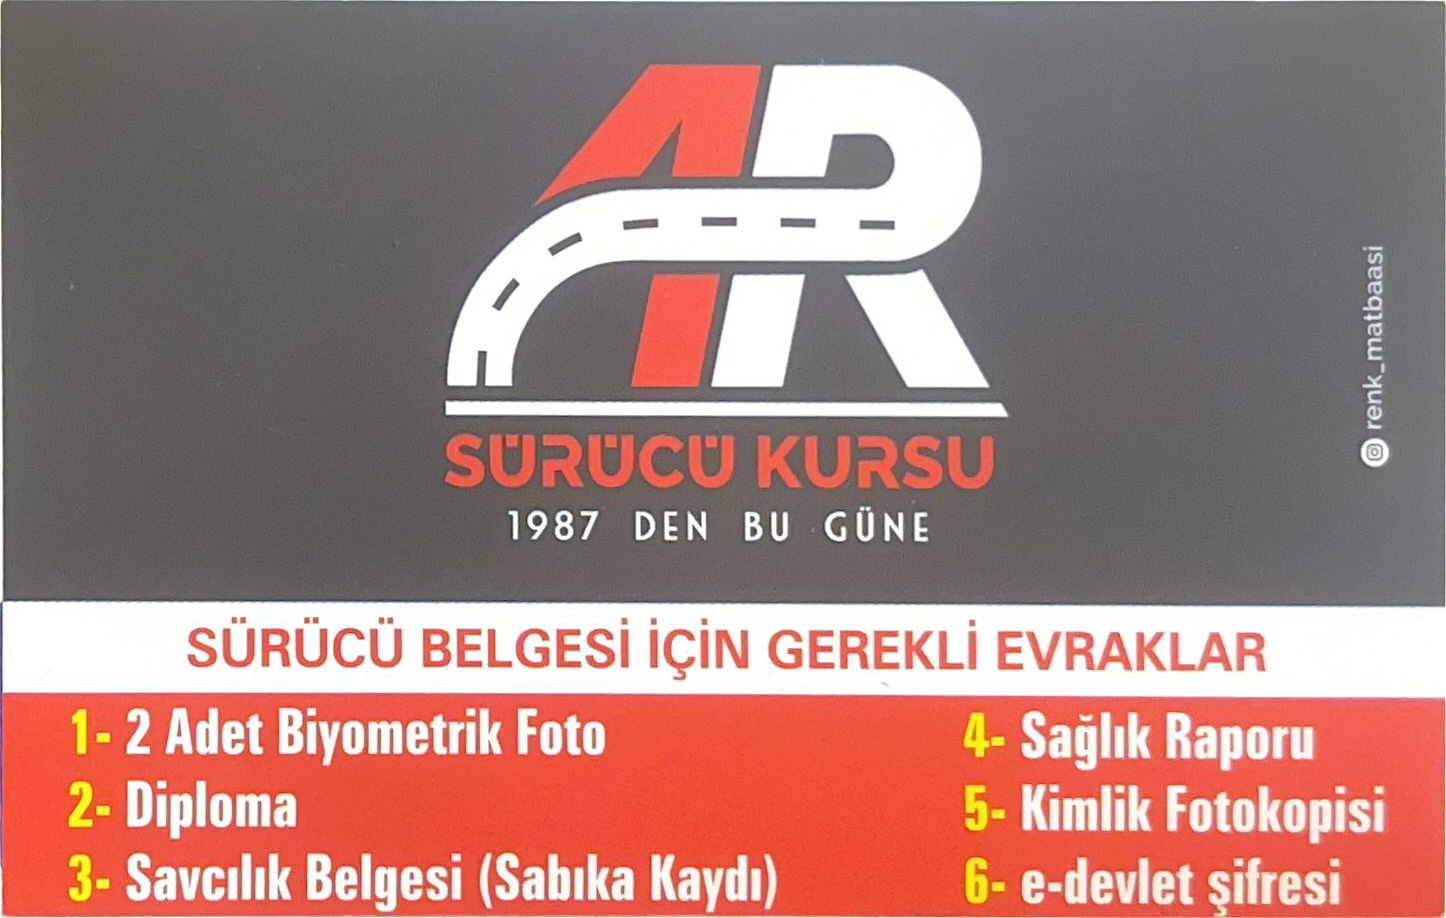 AR
SÜRÜCÜ KURSU
1987 DEN BU GÜNE
renk_matbaasi
SÜRÜCÜ BELGESİ İÇİN GEREKLİ EVRAKLAR
1- 2 Adet Biyometrik Foto
2- Diploma
3- Savcılık Belgesi (Sabıka Kaydı)
4- Sağlık Raporu
5- Kimlik Fotokopisi
6- e-devlet şifresi